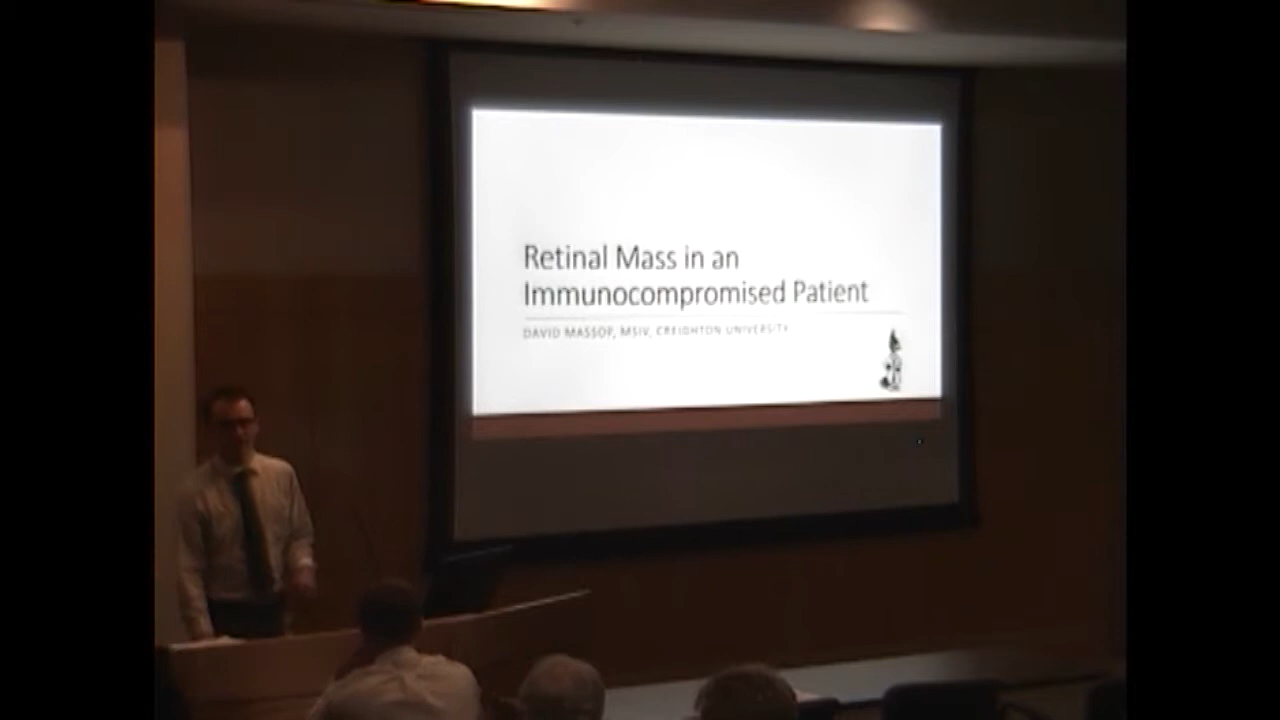 Retinal Mass in an
Immunocompromised Patient
DAVID MASSOP, MSIV, CREIGHTON UNIVERSITY